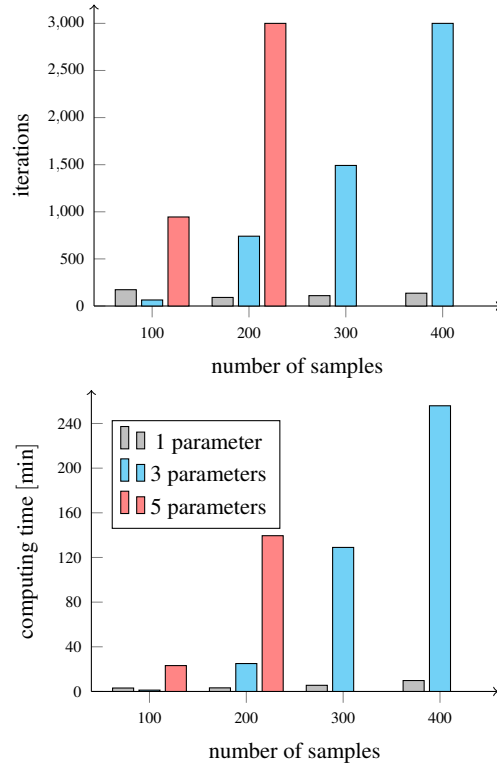 3,000
2,500
2,000
1,500
1,000
500
0
iterations
100 200 300 400
number of samples
240
200
160
120
80
40
0
computing time [min]
1 parameter
3 parameters
5 parameters
100 200 300 400
number of samples